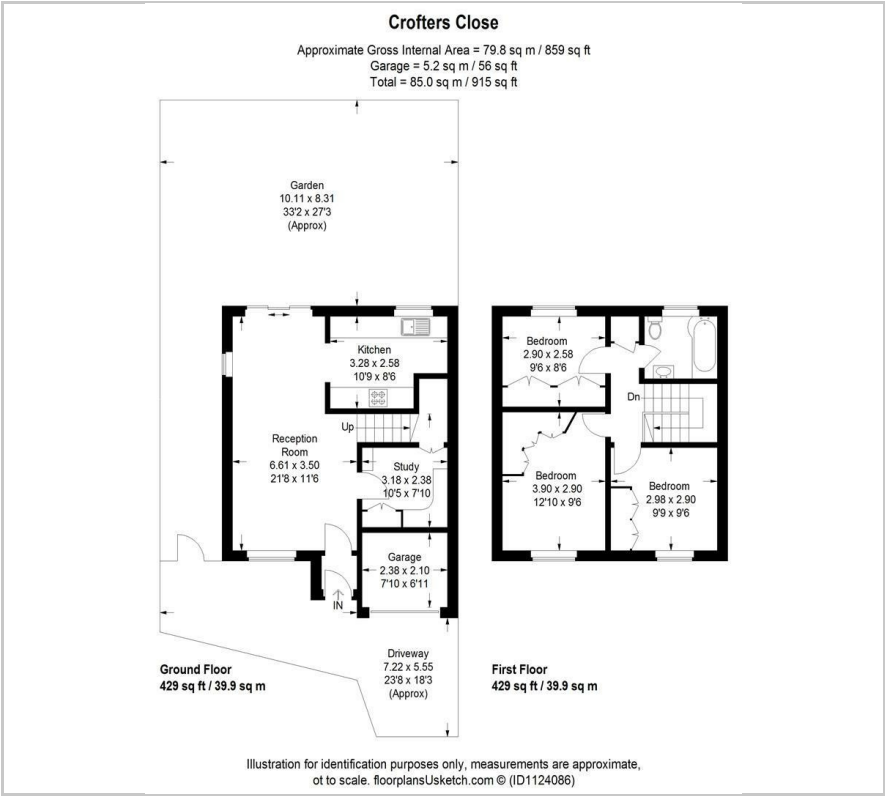 Crofters Close
Approximate Gross Internal Area = 79.8 sq m / 859 sq ft
Garage = 5.2 sq m / 56 sq ft
Total = 85.0 sq m / 915 sq ft
Garden
10.11 x 8.31
33'2 x 27'3
(Approx)
Kitchen
3.28 x 2.58
10'9 x 8'6
Up
Reception
Room
6.61 x 3.50
21'8 x 11'6
Study
3.18 x 2.38
10'5 x 7'10
Garage
2.38 x 2.10
7'10 x 6'11
IN
Driveway
7.22 x 5.55
23'8 x 18'3
(Approx)
Ground Floor
429 sq ft / 39.9 sq m
Bedroom
2.90 x 2.58
9'6 x 8'6
Dn
Bedroom
3.90 x 2.90
12'10 x 9'6
Bedroom
2.98 x 2.90
9'9 x 9'6
First Floor
429 sq ft / 39.9 sq m
Illustration for identification purposes only, measurements are approximate,
ot to scale. floorplansUsketch.com © (ID1124086)